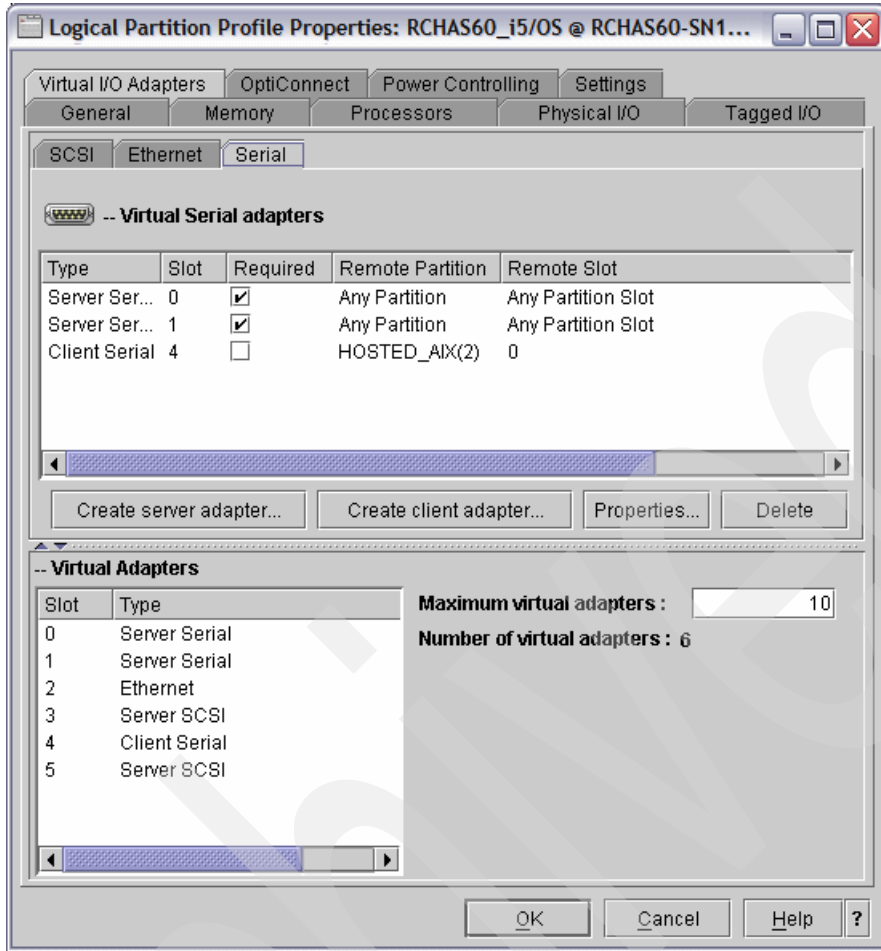 Logical Partition Profile Properties: RCHAS60_i5/OS @ RCHAS60-SN1...
Virtual I/O Adapters OptiConnect Power Controlling Settings
General Memory Processors Physical I/O Tagged I/O
SCSI Ethernet Serial
-- Virtual Serial adapters
Type Slot Required Remote Partition Remote Slot
Server Ser... 0 Any Partition Any Partition Slot
Server Ser... 1 Any Partition Any Partition Slot
Client Serial 4 HOSTED_AIX(2) 0
Create server adapter... Create client adapter... Properties... Delete
-- Virtual Adapters
Slot Type
Maximum virtual adapters : 10
Number of virtual adapters : 6
0 Server Serial
1 Server Serial
2 Ethernet
3 Server SCSI
4 Client Serial
5 Server SCSI
OK Cancel Help ?